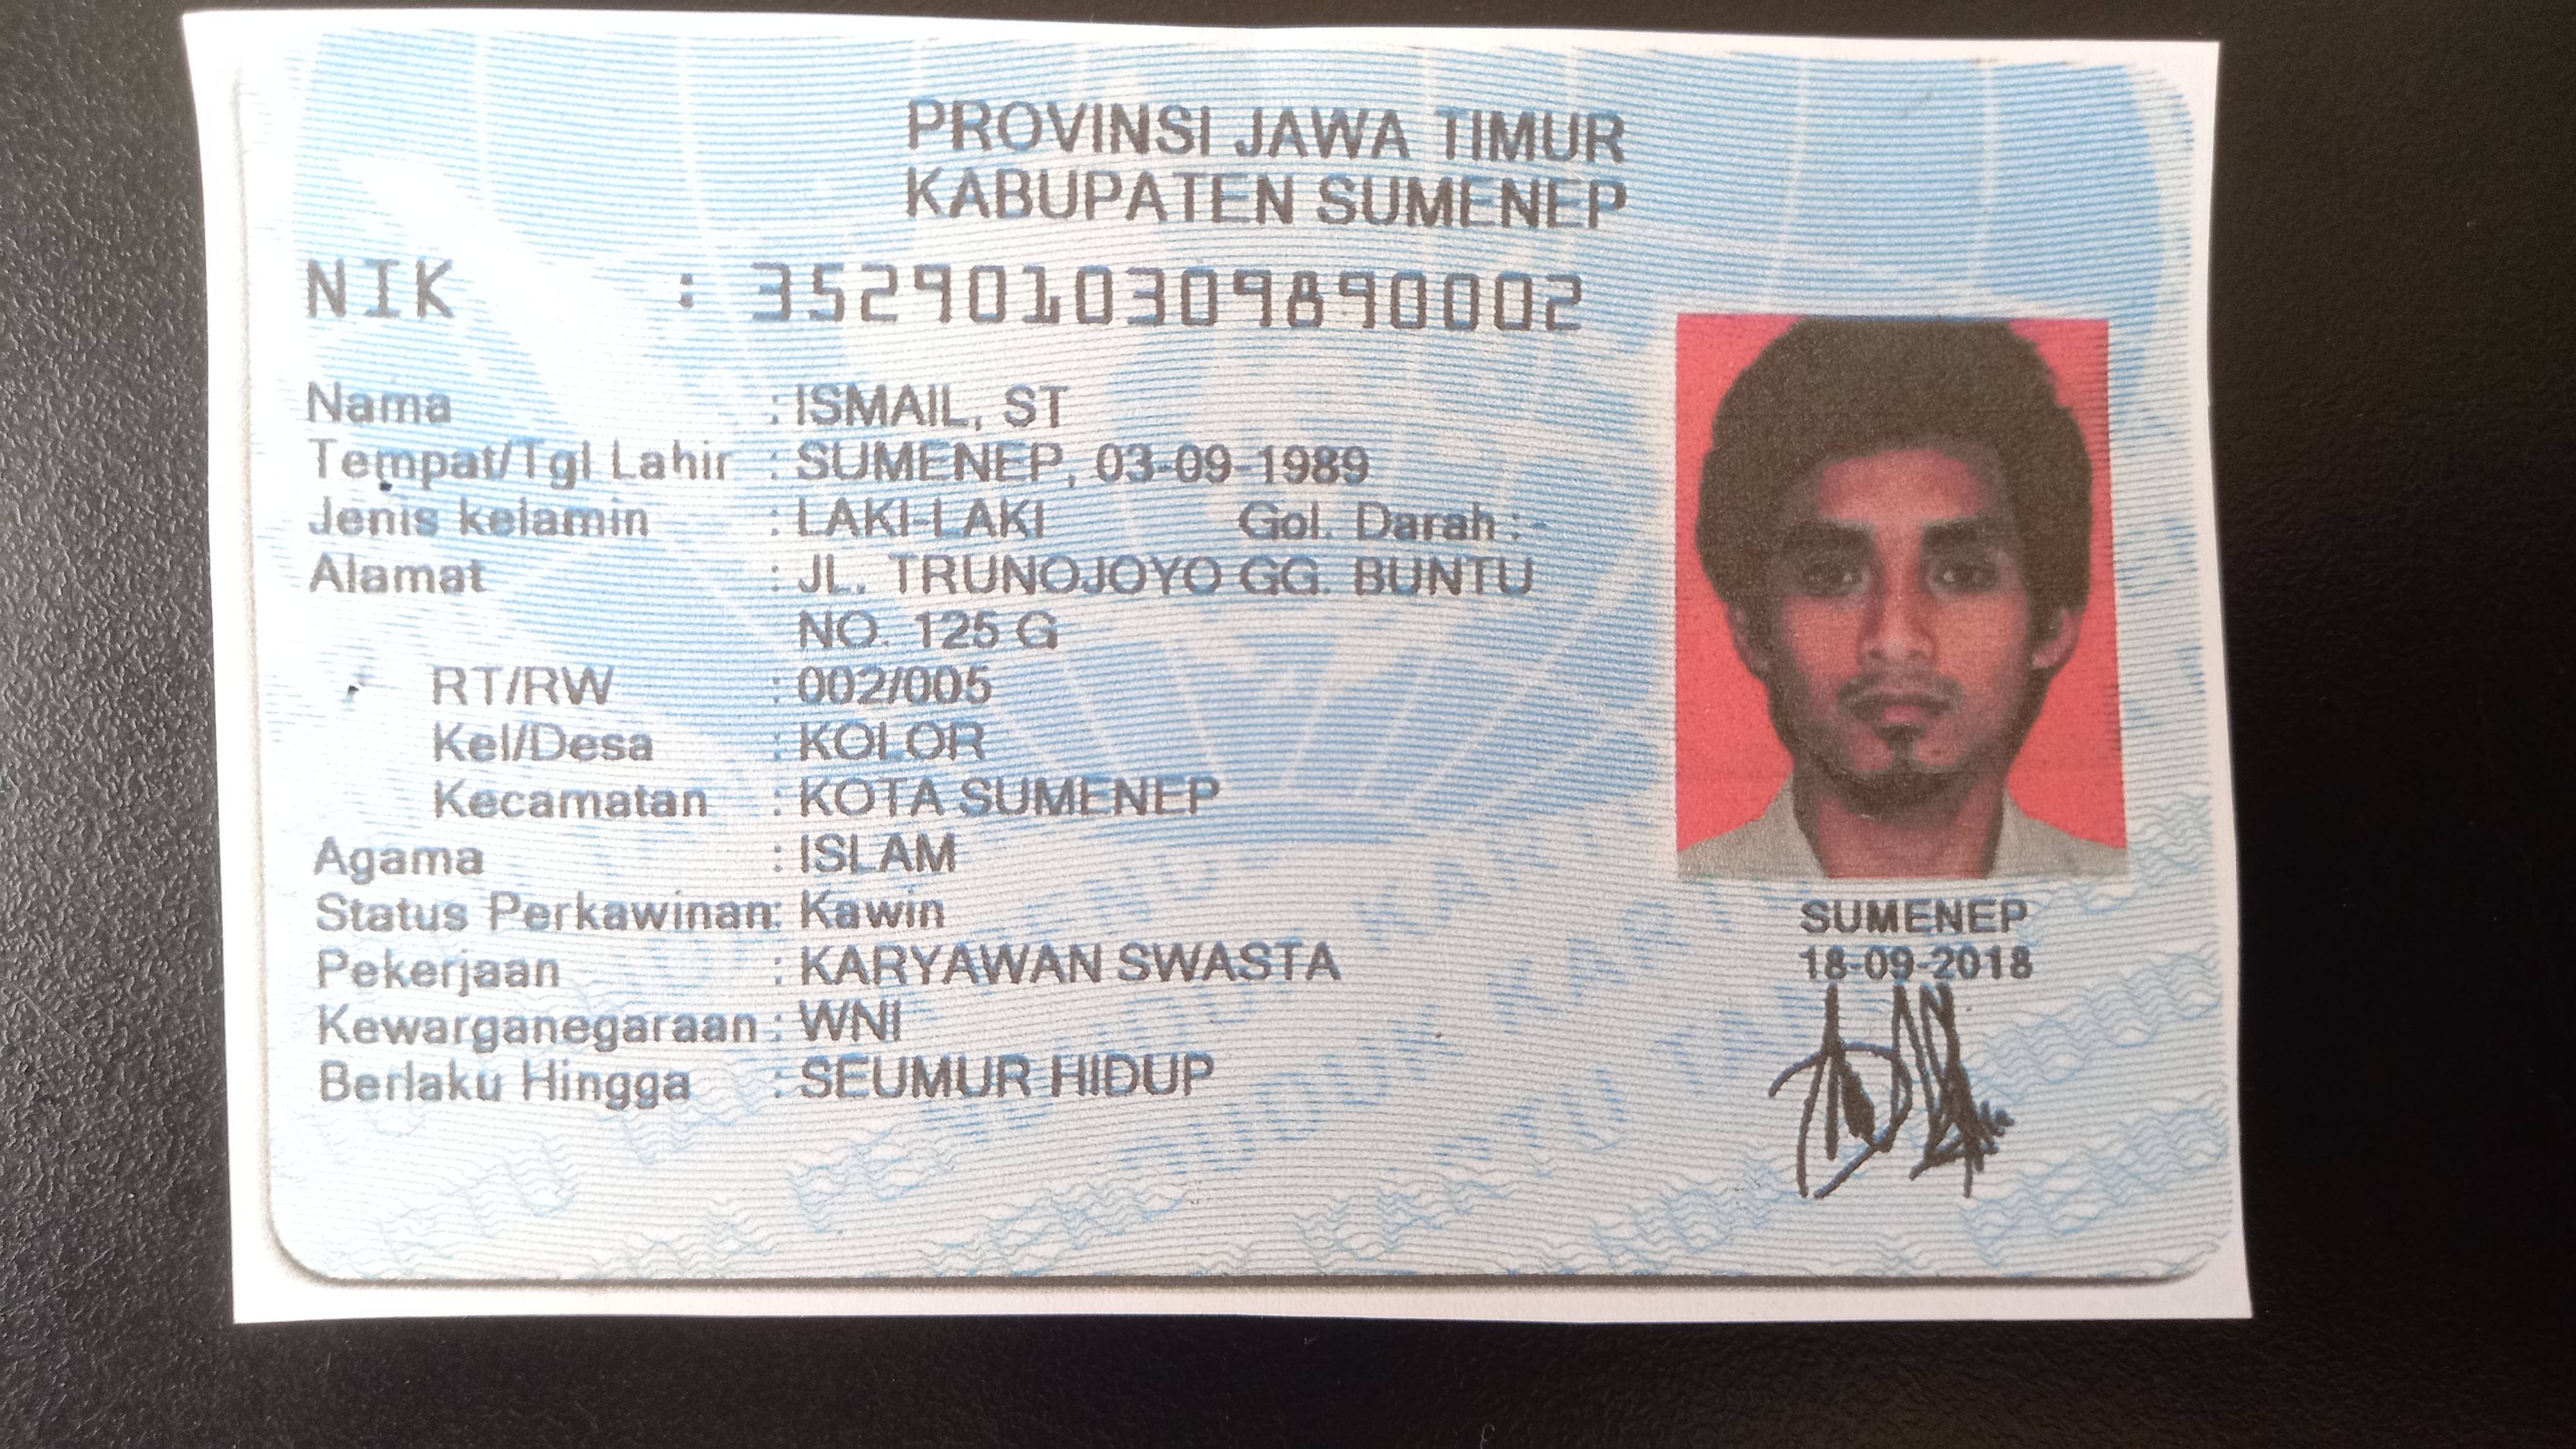 PROVINSI JAWA TIMUR
KABUPATEN SUMENEP
NIK : 3529010309890002
Nama : ISMAIL, ST
Tempat/Tgl Lahir : SUMENEP, 03-09-1989
Jenis kelamin : LAKI-LAKI Gol. Darah : -
Alamat : JL. TRUNOJOYO GG. BUNTU
NO. 125 G
RT/RW : 002/005
Kel/Desa : KOLOR
Kecamatan : KOTA SUMENEP
Agama : ISLAM
Status Perkawinan: Kawin
Pekerjaan : KARYAWAN SWASTA
Kewarganegaraan : WNI
Berlaku Hingga : SEUMUR HIDUP
SUMENEP
18-09-2018